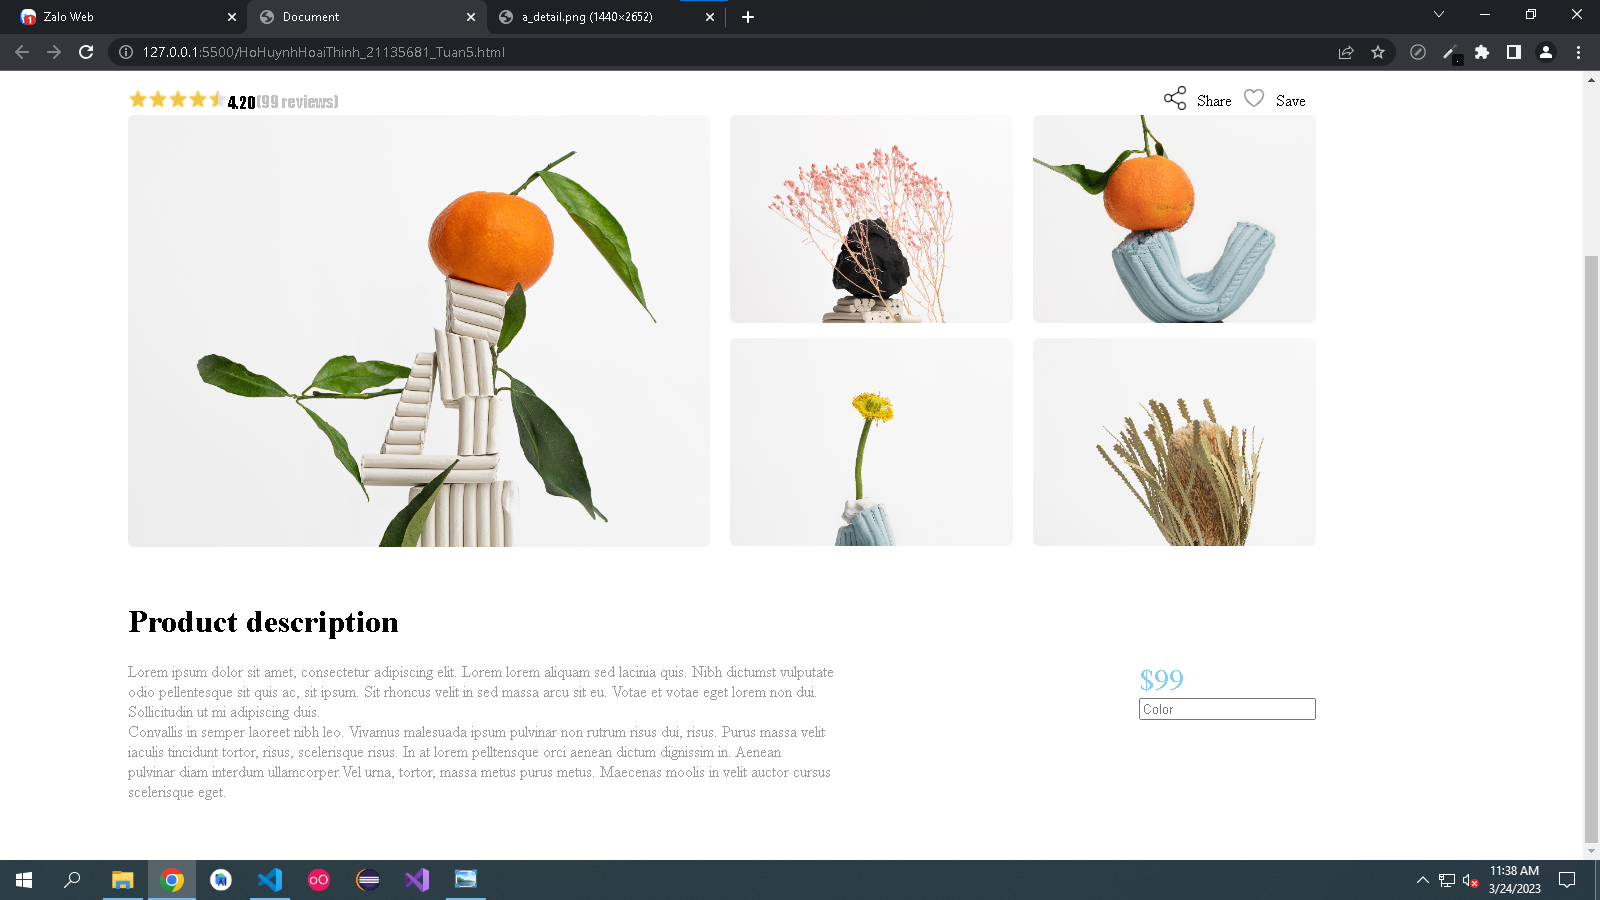 Zalo Web
Document
a_detail.png (1440×2652)
127.0.0.1:5500/HoHuynhHoaiThinh_21135681_Tuan5.html
4.20(99 reviews)
Share
Save
Product description
Lorem ipsum dolor sit amet, consectetur adipiscing elit. Lorem lorem aliquam sed lacinia quis. Nibh dictumst vulputate
odio pellentesque sit quis ac, sit ipsum. Sit rhoncus velit in sed massa arcu sit eu. Votae et votae eget lorem non dui.
Sollicitudin ut mi adipiscing duis.
Convallis in semper laoreet nibh leo. Vivamus malesuada ipsum pulvinar non rutrum risus dui, risus. Purus massa velit
iaculis tincidunt tortor, risus, scelerisque risus. In at lorem pelltensque orci aenean dictum dignissim in. Aenean
pulvinar diam interdum ullamcorper.Vel urna, tortor, massa metus purus metus. Maecenas moolis in velit auctor cursus
scelerisque eget.
$99
Color
11:38 AM
3/24/2023